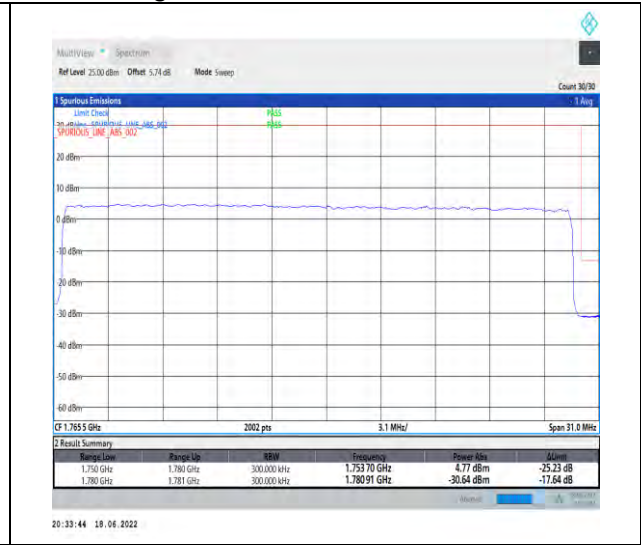 MultiView Spectrum
Ref Level 25.00 dBm Offset 5.74 dB Mode Sweep
Count 30/30
1 Spurious Emissions
1 Avg
Limit Check
PASS
SPURIOUS_LINE_ABS_002
PASS
SPURIOUS_LINE_ABS_002
20 dBm
10 dBm
0 dBm
-10 dBm
-20 dBm
-30 dBm
-40 dBm
-50 dBm
-60 dBm
CF 1.765 5 GHz 2002 pts 3.1 MHz/ Span 31.0 MHz
2 Result Summary
Range Low Range Up RBW Frequency Power Abs ΔLimit
1.750 GHz 1.780 GHz 300.000 kHz 1.753 70 GHz 4.77 dBm -25.23 dB
1.780 GHz 1.781 GHz 300.000 kHz 1.780 91 GHz -30.64 dBm -17.64 dB
20:33:44 18.06.2022